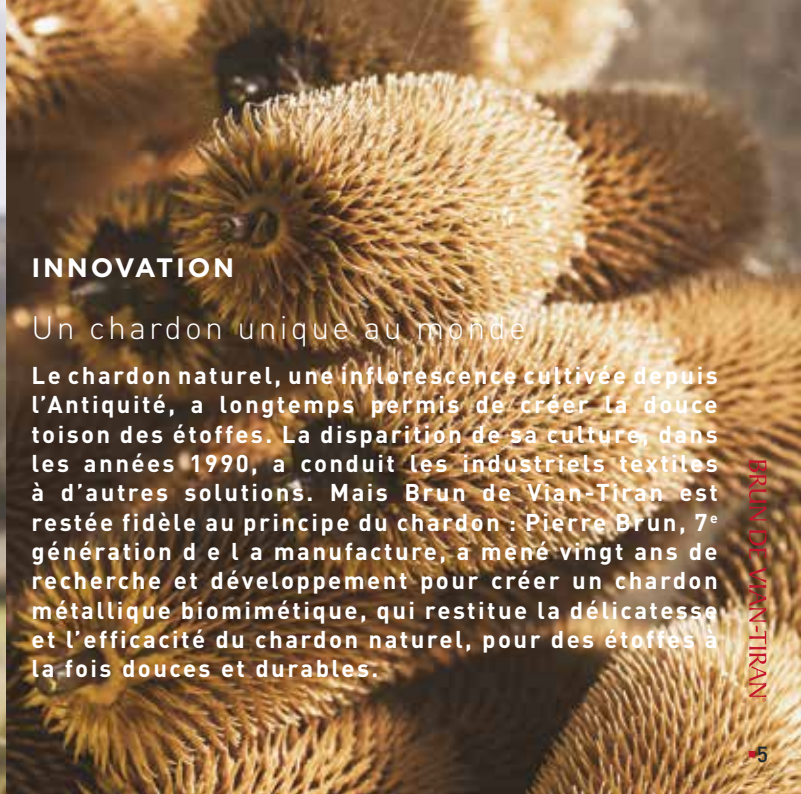 INNOVATION
Un chardon unique au monde
Le chardon naturel, une inflorescence cultivée depuis
l'Antiquité, a longtemps permis de créer la douce
toison des étoffes. La disparition de sa culture, dans
les années 1990, a conduit les industriels textiles
à d'autres solutions. Mais Brun de Vian-Tiran est
restée fidèle au principe du chardon : Pierre Brun, 7e
génération d e l a manufacture, a mené vingt ans de
recherche et développement pour créer un chardon
métallique biomimétique, qui restitue la délicatesse
et l'efficacité du chardon naturel, pour des étoffes à
la fois douces et durables.
BRUN DE VIAN-TIRAN
5